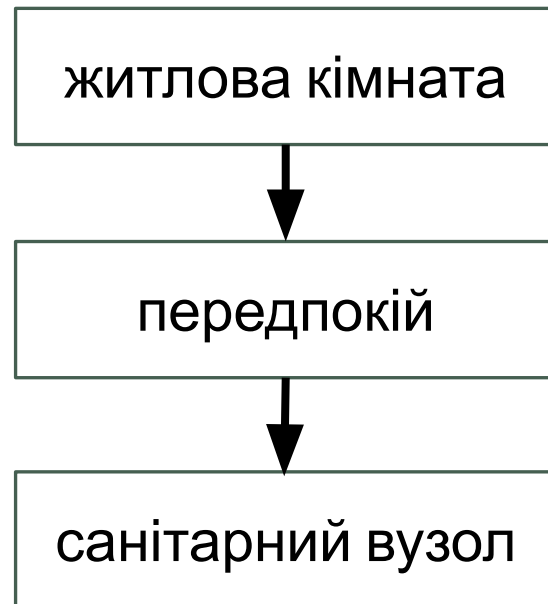 житлова кімната
передпокій
санітарний вузол